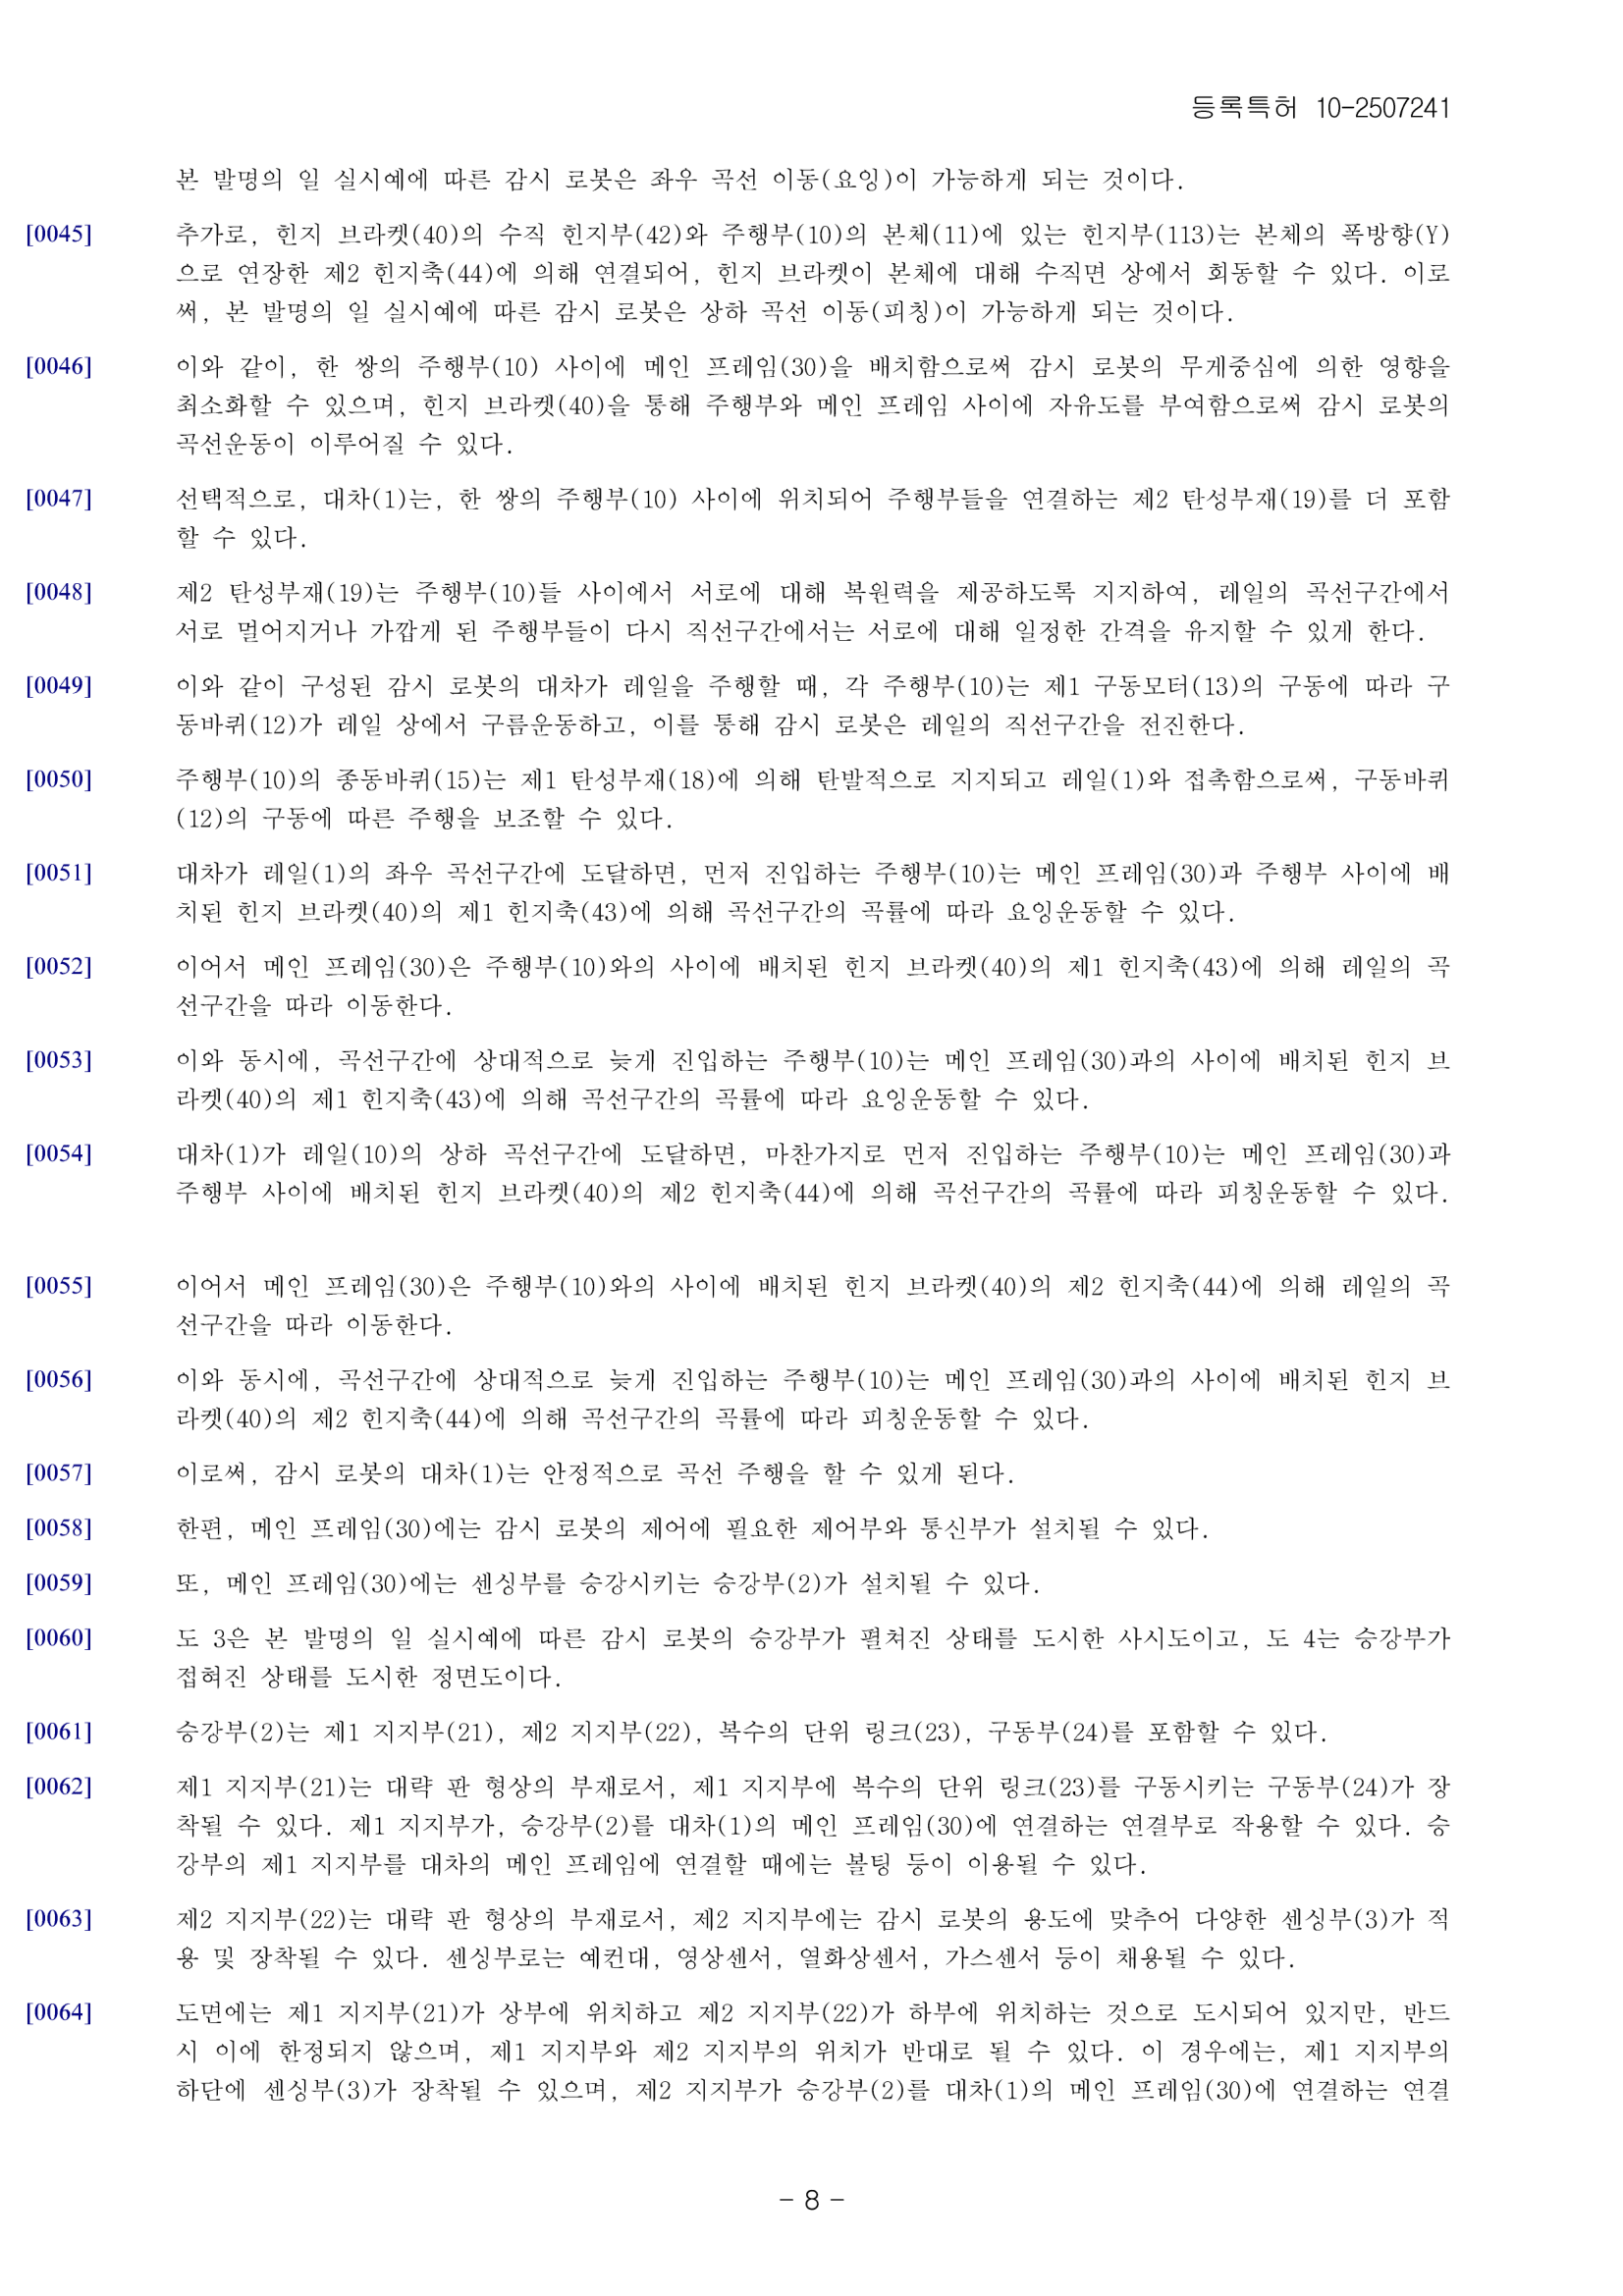 등록특허 10-2507241
본 발명의 일 실시예에 따른 감시 로봇은 좌우 곡선 이동(요잉)이 가능하게 되는 것이다.
[0045] 추가로, 힌지 브라켓(40)의 수직 힌지부(42)와 주행부(10)의 본체(11)에 있는 힌지부(113)는 본체의 폭방향(Y)
으로 연장한 제2 힌지축(44)에 의해 연결되어, 힌지 브라켓이 본체에 대해 수직면 상에서 회동할 수 있다. 이로
써, 본 발명의 일 실시예에 따른 감시 로봇은 상하 곡선 이동(피칭)이 가능하게 되는 것이다.
[0046] 이와 같이, 한 쌍의 주행부(10) 사이에 메인 프레임(30)을 배치함으로써 감시 로봇의 무게중심에 의한 영향을
최소화할 수 있으며, 힌지 브라켓(40)을 통해 주행부와 메인 프레임 사이에 자유도를 부여함으로써 감시 로봇의
곡선운동이 이루어질 수 있다.
[0047] 선택적으로, 대차(1)는, 한 쌍의 주행부(10) 사이에 위치되어 주행부들을 연결하는 제2 탄성부재(19)를 더 포함
할 수 있다.
[0048] 제2 탄성부재(19)는 주행부(10)들 사이에서 서로에 대해 복원력을 제공하도록 지지하여, 레일의 곡선구간에서
서로 멀어지거나 가깝게 된 주행부들이 다시 직선구간에서는 서로에 대해 일정한 간격을 유지할 수 있게 한다.
[0049] 이와 같이 구성된 감시 로봇의 대차가 레일을 주행할 때, 각 주행부(10)는 제1 구동모터(13)의 구동에 따라 구
동바퀴(12)가 레일 상에서 구름운동하고, 이를 통해 감시 로봇은 레일의 직선구간을 전진한다.
[0050] 주행부(10)의 종동바퀴(15)는 제1 탄성부재(18)에 의해 탄발적으로 지지되고 레일(1)와 접촉함으로써, 구동바퀴
(12)의 구동에 따른 주행을 보조할 수 있다.
[0051] 대차가 레일(1)의 좌우 곡선구간에 도달하면, 먼저 진입하는 주행부(10)는 메인 프레임(30)과 주행부 사이에 배
치된 힌지 브라켓(40)의 제1 힌지축(43)에 의해 곡선구간의 곡률에 따라 요잉운동할 수 있다.
[0052] 이어서 메인 프레임(30)은 주행부(10)와의 사이에 배치된 힌지 브라켓(40)의 제1 힌지축(43)에 의해 레일의 곡
선구간을 따라 이동한다.
[0053] 이와 동시에, 곡선구간에 상대적으로 늦게 진입하는 주행부(10)는 메인 프레임(30)과의 사이에 배치된 힌지 브
라켓(40)의 제1 힌지축(43)에 의해 곡선구간의 곡률에 따라 요잉운동할 수 있다.
[0054] 대차(1)가 레일(10)의 상하 곡선구간에 도달하면, 마찬가지로 먼저 진입하는 주행부(10)는 메인 프레임(30)과
주행부 사이에 배치된 힌지 브라켓(40)의 제2 힌지축(44)에 의해 곡선구간의 곡률에 따라 피칭운동할 수 있다.
[0055] 이어서 메인 프레임(30)은 주행부(10)와의 사이에 배치된 힌지 브라켓(40)의 제2 힌지축(44)에 의해 레일의 곡
선구간을 따라 이동한다.
[0056] 이와 동시에, 곡선구간에 상대적으로 늦게 진입하는 주행부(10)는 메인 프레임(30)과의 사이에 배치된 힌지 브
라켓(40)의 제2 힌지축(44)에 의해 곡선구간의 곡률에 따라 피칭운동할 수 있다.
[0057] 이로써, 감시 로봇의 대차(1)는 안정적으로 곡선 주행을 할 수 있게 된다.
[0058] 한편, 메인 프레임(30)에는 감시 로봇의 제어에 필요한 제어부와 통신부가 설치될 수 있다.
[0059] 또, 메인 프레임(30)에는 센싱부를 승강시키는 승강부(2)가 설치될 수 있다.
[0060] 도 3은 본 발명의 일 실시예에 따른 감시 로봇의 승강부가 펼쳐진 상태를 도시한 사시도이고, 도 4는 승강부가
접혀진 상태를 도시한 정면도이다.
[0061] 승강부(2)는 제1 지지부(21), 제2 지지부(22), 복수의 단위 링크(23), 구동부(24)를 포함할 수 있다.
[0062] 제1 지지부(21)는 대략 판 형상의 부재로서, 제1 지지부에 복수의 단위 링크(23)를 구동시키는 구동부(24)가 장
착될 수 있다. 제1 지지부가, 승강부(2)를 대차(1)의 메인 프레임(30)에 연결하는 연결부로 작용할 수 있다. 승
강부의 제1 지지부를 대차의 메인 프레임에 연결할 때에는 볼팅 등이 이용될 수 있다.
[0063] 제2 지지부(22)는 대략 판 형상의 부재로서, 제2 지지부에는 감시 로봇의 용도에 맞추어 다양한 센싱부(3)가 적
용 및 장착될 수 있다. 센싱부로는 예컨대, 영상센서, 열화상센서, 가스센서 등이 채용될 수 있다.
[0064] 도면에는 제1 지지부(21)가 상부에 위치하고 제2 지지부(22)가 하부에 위치하는 것으로 도시되어 있지만, 반드
시 이에 한정되지 않으며, 제1 지지부와 제2 지지부의 위치가 반대로 될 수 있다. 이 경우에는, 제1 지지부의
하단에 센싱부(3)가 장착될 수 있으며, 제2 지지부가 승강부(2)를 대차(1)의 메인 프레임(30)에 연결하는 연결
- 8 -